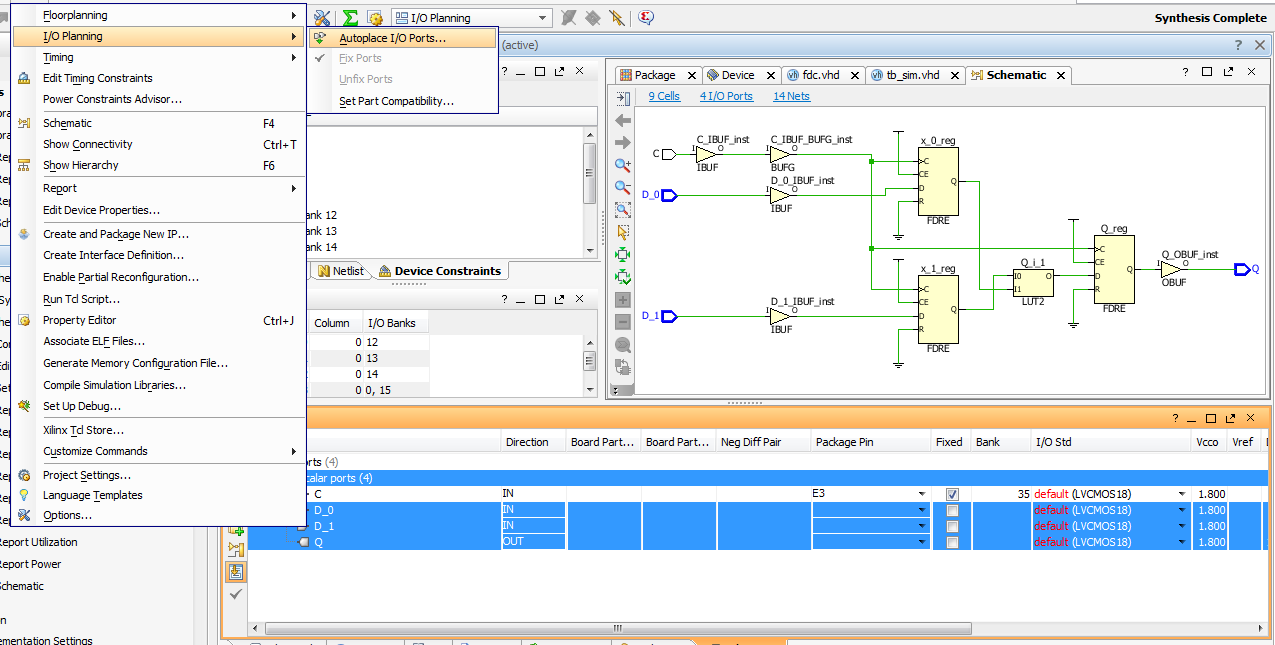 Floorplanning
I/O Planning
Timing
Edit Timing Constraints
Power Constraints Advisor...
Schematic F4
Show Connectivity Ctrl+T
Show Hierarchy F6
Report
Edit Device Properties...
Create and Package New IP...
Create Interface Definition...
Enable Partial Reconfiguration...
Run Tcl Script...
Property Editor Ctrl+J
Associate ELF Files...
Generate Memory Configuration File...
Compile Simulation Libraries...
Set Up Debug...
Xilinx Tcl Store...
Customize Commands
Project Settings...
Language Templates
Options...
Report Utilization
Report Power
Schematic
ementation Settings
I/O Planning
Synthesis Complete
Autoplace I/O Ports...
Fix Ports
Unfix Ports
Set Part Compatibility...
(active)
ank 12
ank 13
ank 14
Netlist
Device Constraints
Column I/O Banks
0 12
0 13
0 14
0 0, 15
Package
Device
fdc.vhd
tb_sim.vhd
Schematic
9 Cells
4 I/O Ports
14 Nets
C
C_IBUF_inst
I O
IBUF
C_IBUF_BUFG_inst
I O
BUFG
D_0
D_0_IBUF_inst
I O
IBUF
x_0_reg
C
CE
D
R
Q
FDRE
D_1
D_1_IBUF_inst
I O
IBUF
x_1_reg
C
CE
D
R
Q
FDRE
Q_i_1
I0
I1
O
LUT2
Q_reg
C
CE
D
R
Q
FDRE
Q_OBUF_inst
I O
OBUF
Q
Direction Board Part... Board Part... Neg Diff Pair Package Pin Fixed Bank I/O Std Vcco Vref
orts (4)
calar ports (4)
C IN E3 35 default (LVCMOS18) 1.800
D_0 IN default (LVCMOS18) 1.800
D_1 IN default (LVCMOS18) 1.800
Q OUT default (LVCMOS18) 1.800